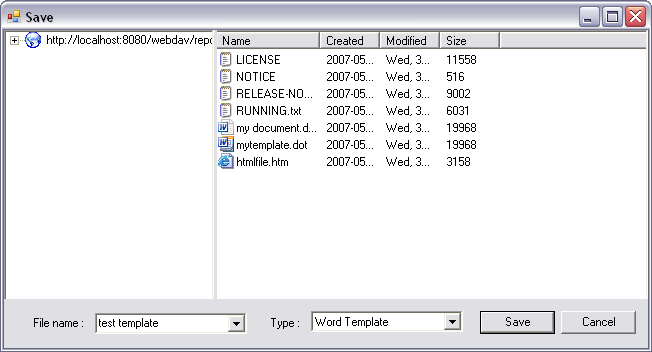 Save
http://localhost:8080/webdav/repo
Name Created Modified Size
LICENSE 2007-05... Wed, 3... 11558
NOTICE 2007-05... Wed, 3... 516
RELEASE-NO... 2007-05... Wed, 3... 9002
RUNNING.txt 2007-05... Wed, 3... 6031
my document.d... 2007-05... Wed, 3... 19968
mytemplate.dot 2007-05... Wed, 3... 19968
htmlfile.htm 2007-05... Wed, 3... 3158
File name : test template Type : Word Template Save Cancel